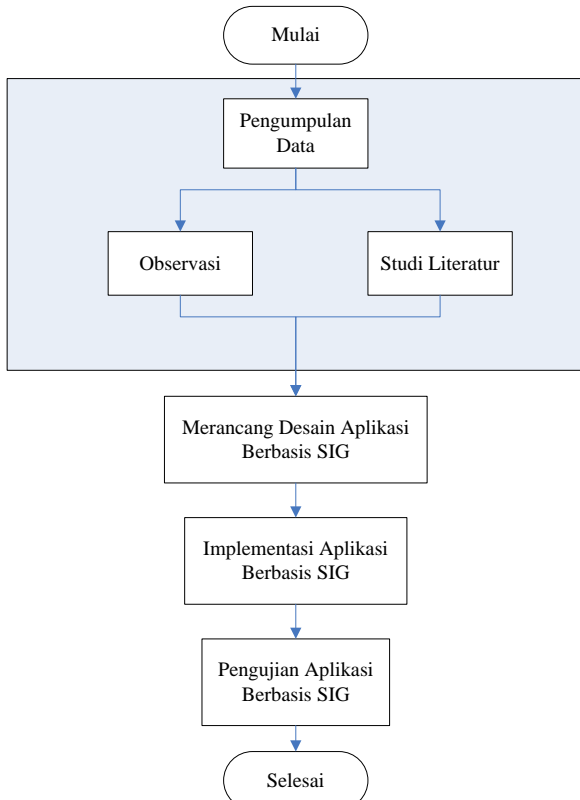 Mulai
Pengumpulan
Data
Observasi
Studi Literatur
Merancang Desain Aplikasi
Berbasis SIG
Implementasi Aplikasi
Berbasis SIG
Pengujian Aplikasi
Berbasis SIG
Selesai